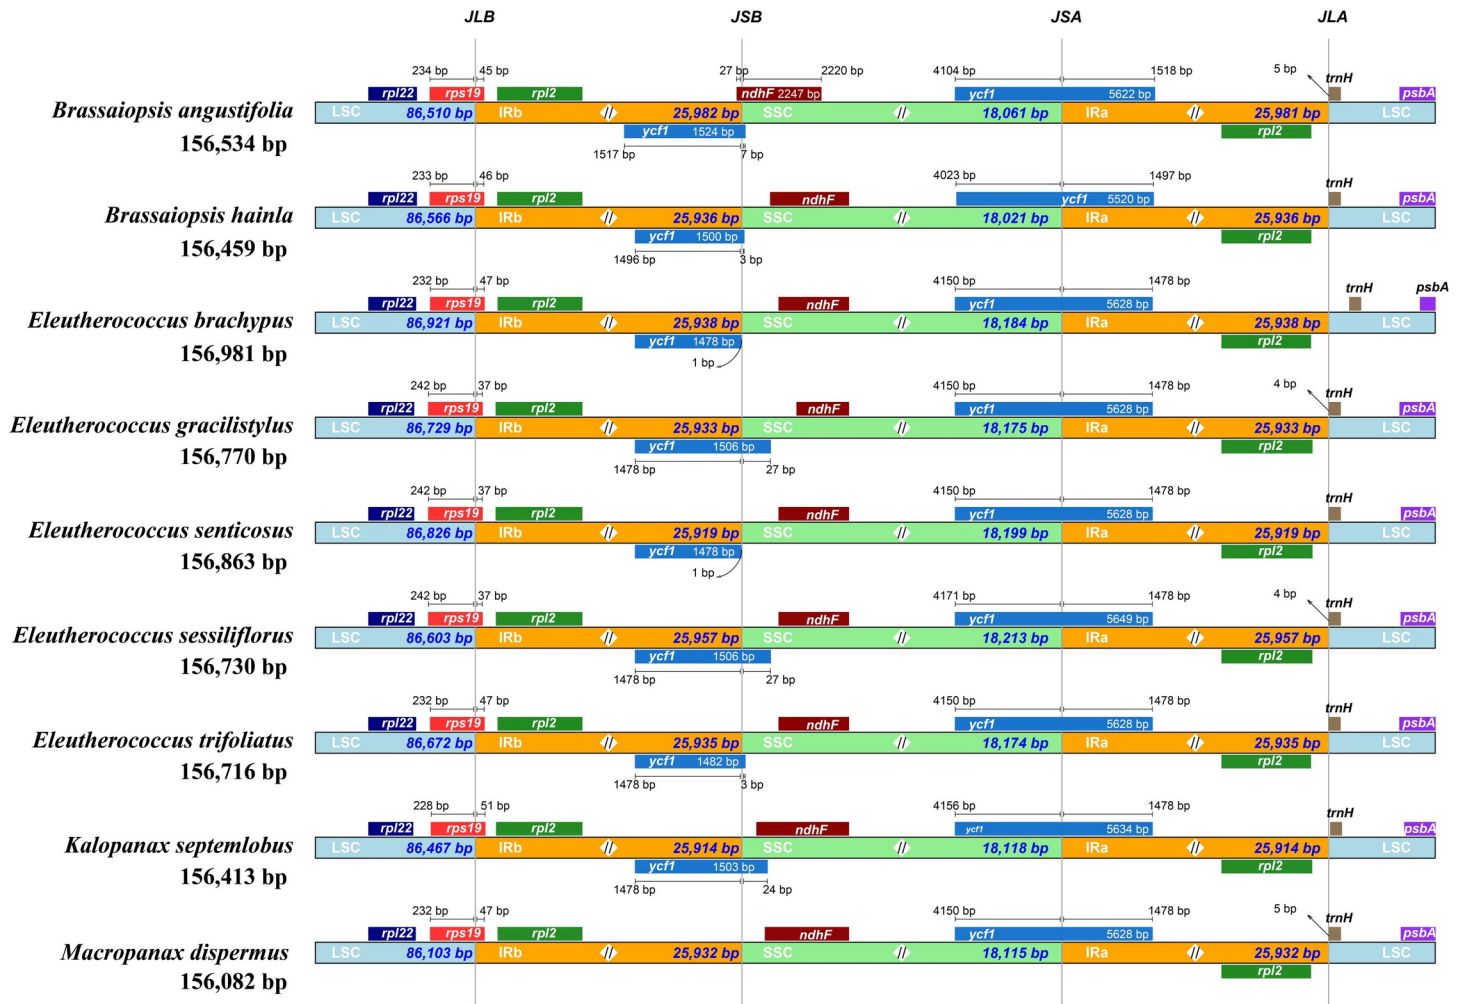 JLB JSB JSA JLA
234 bp 45 bp 27 bp 2220 bp 4104 bp 1518 bp 5 bp trnH
rpl22 rps19 rpl2 ndhF 2247 bp ycf1 5622 bp psbA
Brassaiopsis angustifolia LSC 86,510 bp IRb // 25,982 bp SSC // 18,061 bp IRa // 25,981 bp LSC
156,534 bp ycf1 1524 bp rpl2
1517 bp 7 bp
233 bp 46 bp 4023 bp 1497 bp trnH
rpl22 rps19 rpl2 ndhF ycf1 5520 bp psbA
Brassaiopsis hainla LSC 86,566 bp IRb // 25,936 bp SSC // 18,021 bp IRa // 25,936 bp LSC
156,459 bp ycf1 1500 bp rpl2
1496 bp 3 bp
232 bp 47 bp 4150 bp 1478 bp trnH psbA
rpl22 rps19 rpl2 ndhF ycf1 5628 bp
Eleutherococcus brachypus LSC 86,921 bp IRb // 25,938 bp SSC // 18,184 bp IRa // 25,938 bp LSC
156,981 bp ycf1 1478 bp rpl2
1 bp
242 bp 37 bp 4150 bp 1478 bp 4 bp trnH
rpl22 rps19 rpl2 ndhF ycf1 5628 bp psbA
Eleutherococcus gracilistylus LSC 86,729 bp IRb // 25,933 bp SSC // 18,175 bp IRa // 25,933 bp LSC
156,770 bp ycf1 1506 bp rpl2
1478 bp 27 bp
242 bp 37 bp 4150 bp 1478 bp trnH
rpl22 rps19 rpl2 ndhF ycf1 5628 bp psbA
Eleutherococcus senticosus LSC 86,826 bp IRb // 25,919 bp SSC // 18,199 bp IRa // 25,919 bp LSC
156,863 bp ycf1 1478 bp rpl2
1 bp
242 bp 37 bp 4171 bp 1478 bp 4 bp trnH
rpl22 rps19 rpl2 ndhF ycf1 5649 bp psbA
Eleutherococcus sessiliflorus LSC 86,603 bp IRb // 25,957 bp SSC // 18,213 bp IRa // 25,957 bp LSC
156,730 bp ycf1 1506 bp rpl2
1478 bp 27 bp
232 bp 47 bp 4150 bp 1478 bp trnH
rpl22 rps19 rpl2 ndhF ycf1 5628 bp psbA
Eleutherococcus trifoliatus LSC 86,672 bp IRb // 25,935 bp SSC // 18,174 bp IRa // 25,935 bp LSC
156,716 bp ycf1 1482 bp rpl2
1478 bp 3 bp
228 bp 51 bp 4156 bp 1478 bp trnH
rpl22 rps19 rpl2 ndhF ycf1 5634 bp psbA
Kalopanax septemlobus LSC 86,467 bp IRb // 25,914 bp SSC // 18,118 bp IRa // 25,914 bp LSC
156,413 bp ycf1 1503 bp rpl2
1478 bp 24 bp
232 bp 47 bp 4150 bp 1478 bp 5 bp trnH
rpl22 rps19 rpl2 ndhF ycf1 5628 bp psbA
Macropanax dispermus LSC 86,103 bp IRb // 25,932 bp SSC // 18,115 bp IRa // 25,932 bp LSC
156,082 bp rpl2